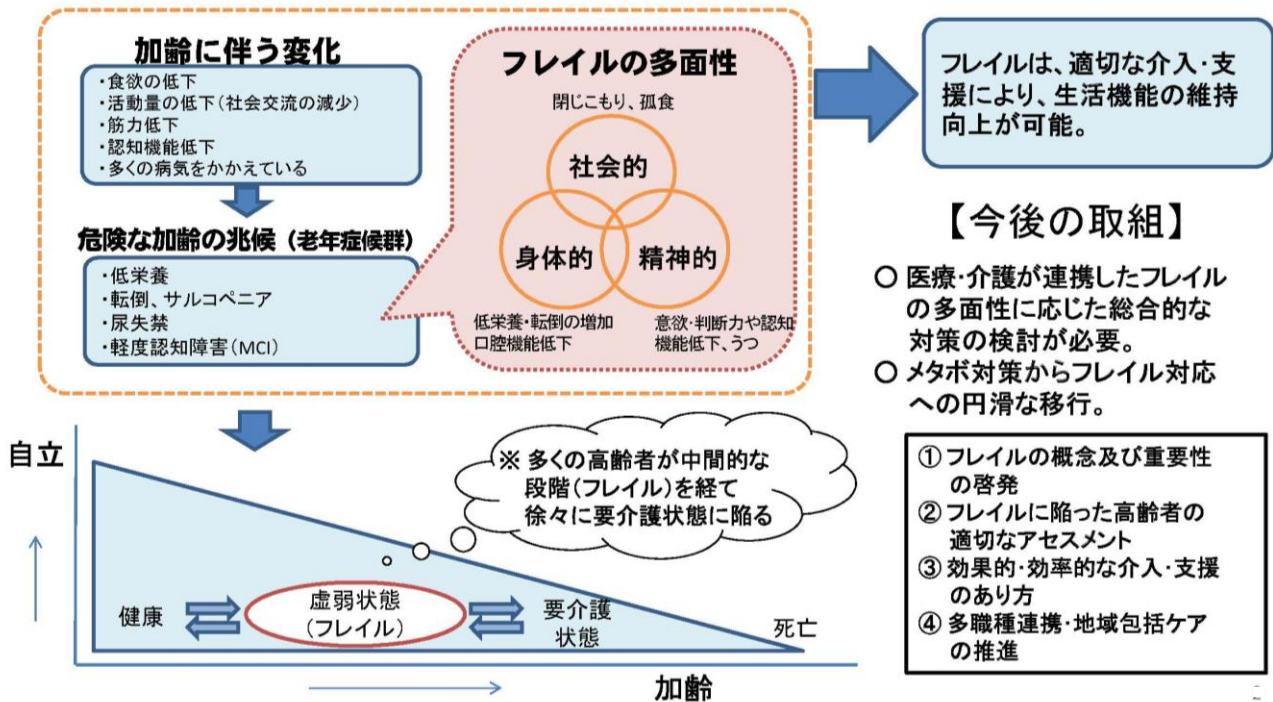 加齢に伴う変化
・食欲の低下
・活動量の低下(社会交流の減少)
・筋力低下
・認知機能低下
・多くの病気をかかえている
危険な加齢の兆候(老年症候群)
・低栄養
・転倒、サルコペニア
・尿失禁
・軽度認知障害(MCI)
フレイルの多面性
閉じこもり、孤食
社会的
身体的
精神的
低栄養・転倒の増加
口腔機能低下
意欲・判断力や認知
機能低下、うつ
フレイルは、適切な介入・支
援により、生活機能の維持
向上が可能。
【今後の取組】
○ 医療・介護が連携したフレイル
の多面性に応じた総合的な
対策の検討が必要。
○ メタボ対策からフレイル対応
への円滑な移行。
① フレイルの概念及び重要性
の啓発
② フレイルに陥った高齢者の
適切なアセスメント
③ 効果的・効率的な介入・支援
のあり方
④ 多職種連携・地域包括ケア
の推進
自立
※ 多くの高齢者が中間的な
段階(フレイル)を経て
徐々に要介護状態に陥る
健康
虚弱状態
(フレイル)
要介護
状態
死亡
加齢